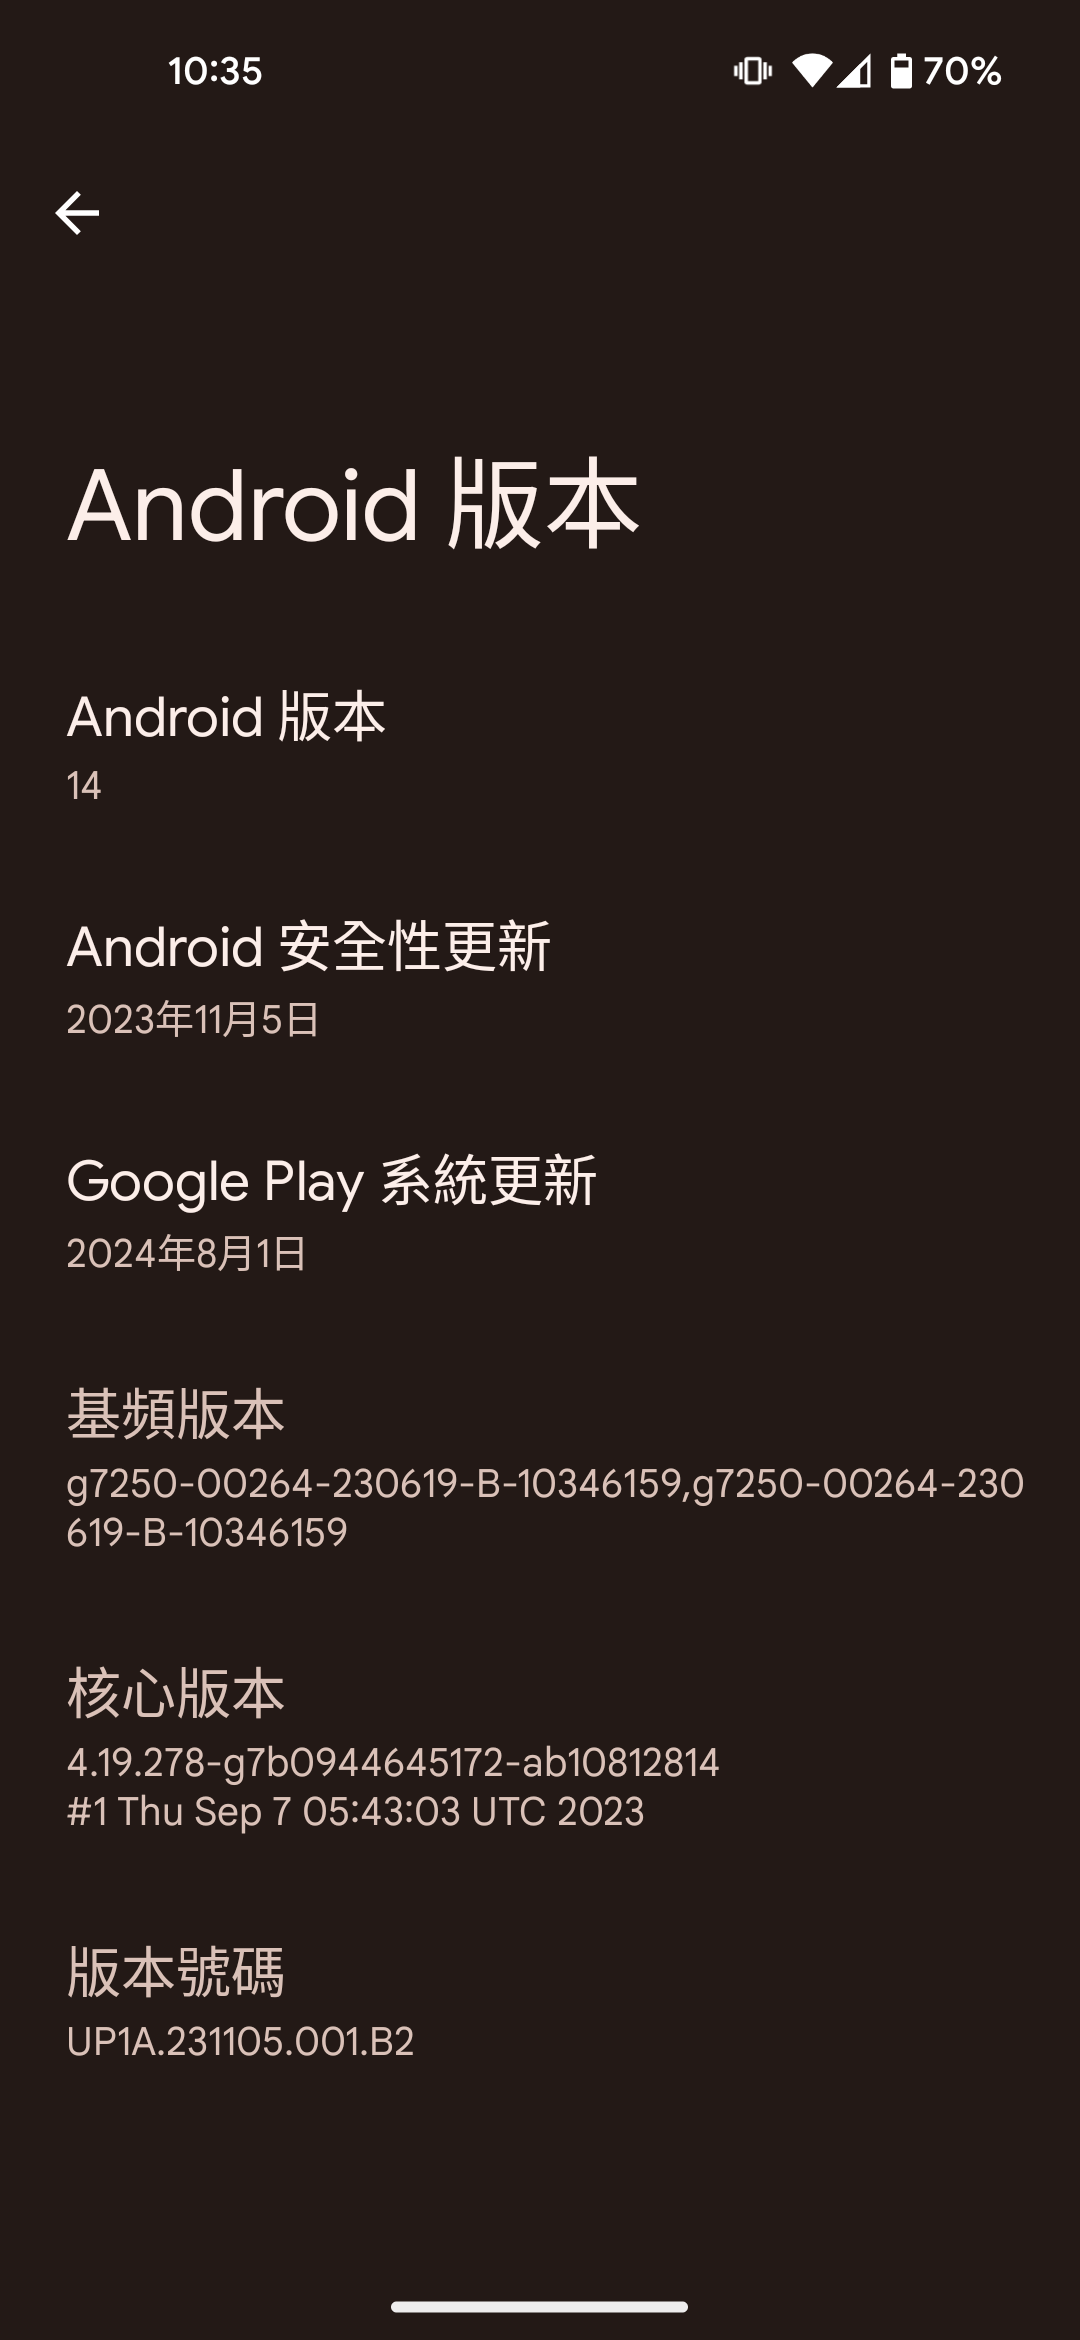 10:35
70%
Android 版本
Android 版本
14
Android 安全性更新
2023年11月5日
Google Play 系統更新
2024年8月1日
基頻版本
g7250-00264-230619-B-10346159,g7250-00264-230
619-B-10346159
核心版本
4.19.278-g7b0944645172-ab10812814
#1 Thu Sep 7 05:43:03 UTC 2023
版本號碼
UP1A.231105.001.B2